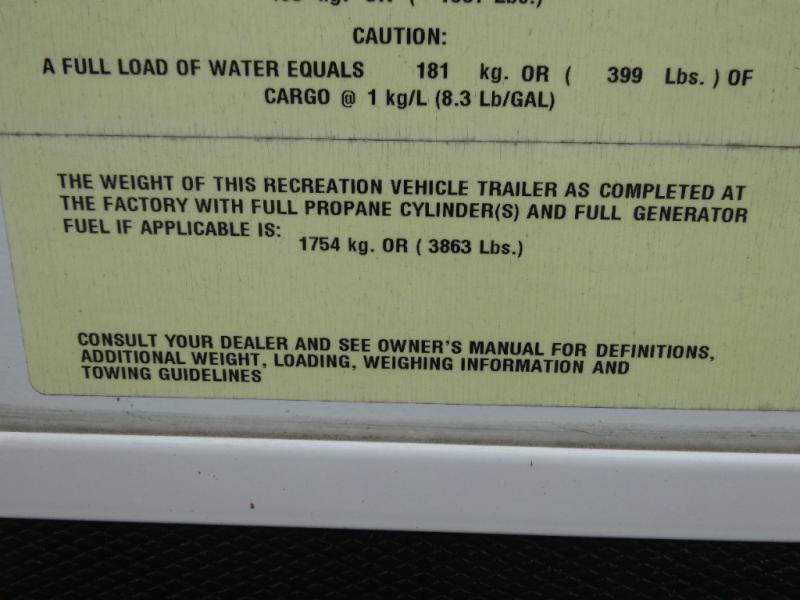 kg. OR ( Lbs.)
CAUTION:
A FULL LOAD OF WATER EQUALS 181 kg. OR ( 399 Lbs. ) OF
CARGO @ 1 kg/L (8.3 Lb/GAL)
THE WEIGHT OF THIS RECREATION VEHICLE TRAILER AS COMPLETED AT
THE FACTORY WITH FULL PROPANE CYLINDER(S) AND FULL GENERATOR
FUEL IF APPLICABLE IS:
1754 kg. OR ( 3863 Lbs.)
CONSULT YOUR DEALER AND SEE OWNER'S MANUAL FOR DEFINITIONS,
ADDITIONAL WEIGHT, LOADING, WEIGHING INFORMATION AND
TOWING GUIDELINES